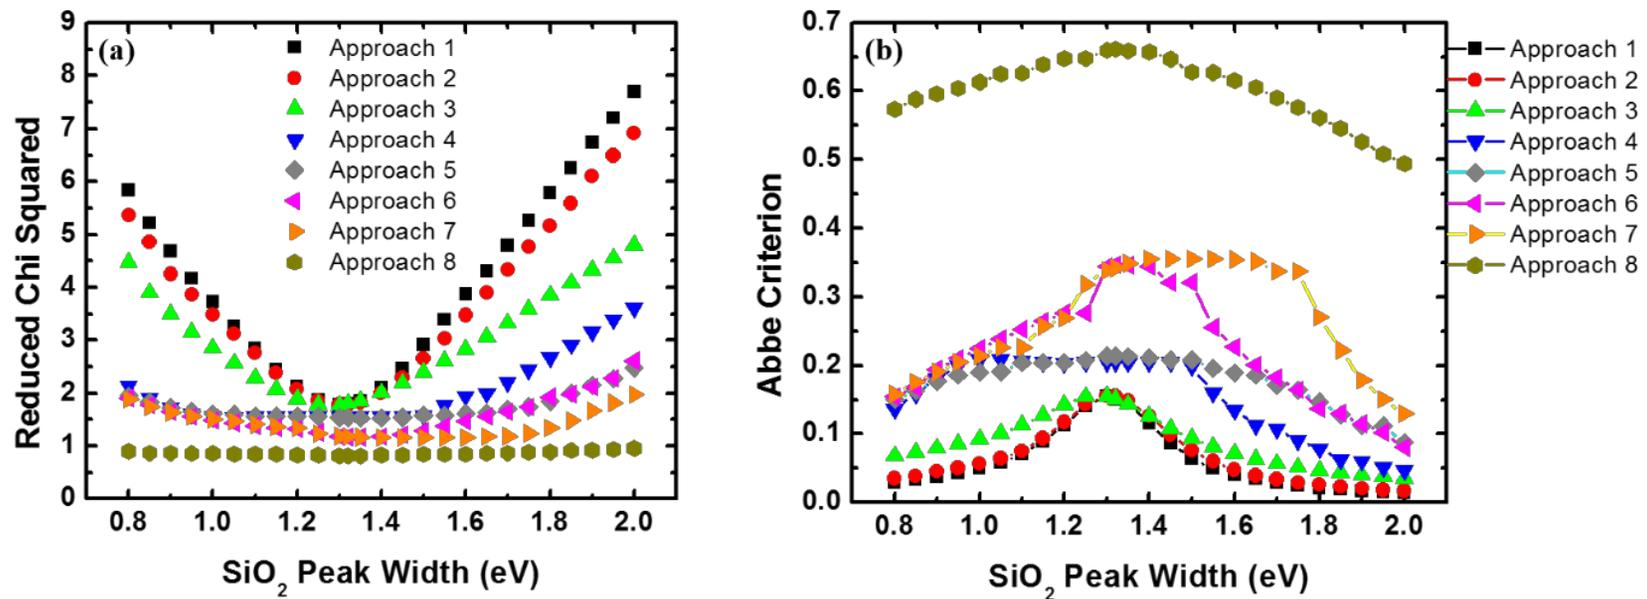 (a)
Approach 1
Approach 2
Approach 3
Approach 4
Approach 5
Approach 6
Approach 7
Approach 8
Reduced Chi Squared
9
8
7
6
5
4
3
2
1
0
0.8 1.0 1.2 1.4 1.6 1.8 2.0
SiO2 Peak Width (eV)
(b)
Abbe Criterion
0.7
0.6
0.5
0.4
0.3
0.2
0.1
0.0
0.8 1.0 1.2 1.4 1.6 1.8 2.0
SiO2 Peak Width (eV)
Approach 1
Approach 2
Approach 3
Approach 4
Approach 5
Approach 6
Approach 7
Approach 8